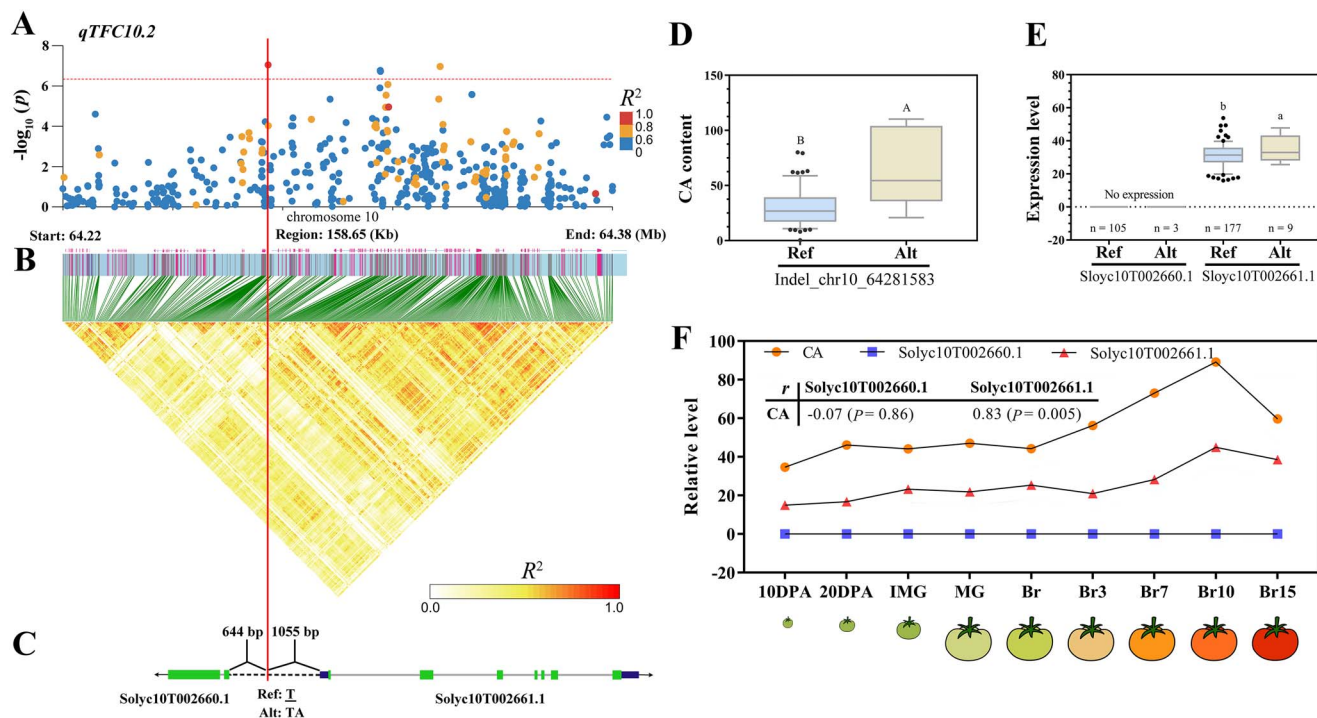 A
qTFC10.2
8
6
4
2
0
-log10 (p)
R2
1.0
0.8
0.6
0
chromosome 10
Start: 64.22
Region: 158.65 (Kb)
End: 64.38 (Mb)
B
R2
0.0
1.0
C
644 bp
1055 bp
Solyc10T002660.1
Ref: T
Alt: TA
Solyc10T002661.1
D
150
100
50
0
CA content
B
A
Ref
Alt
Indel_chr10_64281583
E
80
60
40
20
0
-20
Expression level
No expression
b
a
n = 105
n = 3
n = 177
n = 9
Ref
Alt
Ref
Alt
Sloyc10T002660.1
Sloyc10T002661.1
F
100
80
60
40
20
0
-20
Relative level
CA
Solyc10T002660.1
Solyc10T002661.1
r
Solyc10T002660.1
Solyc10T002661.1
CA
-0.07 (P = 0.86)
0.83 (P = 0.005)
10DPA
20DPA
IMG
MG
Br
Br3
Br7
Br10
Br15